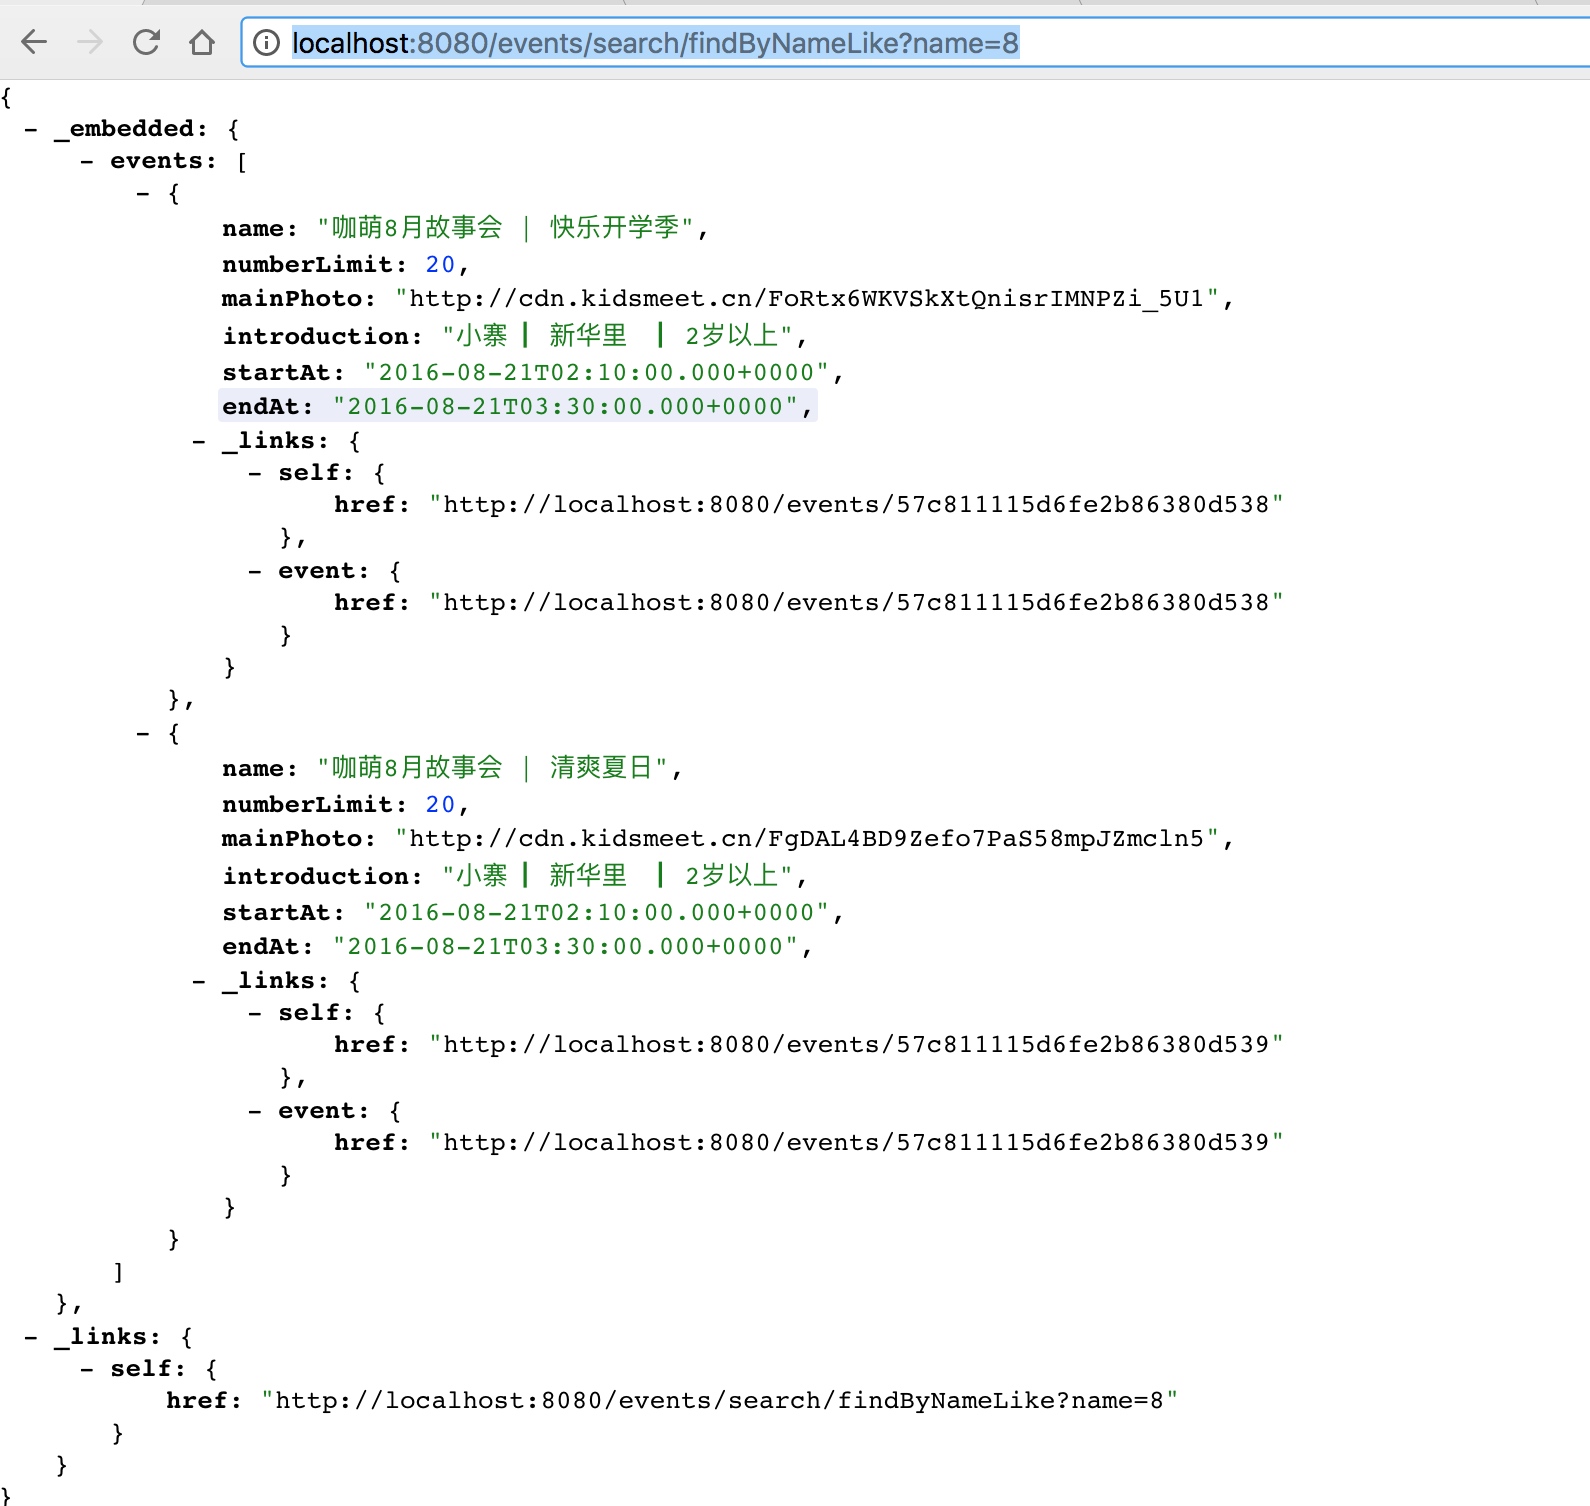 localhost:8080/events/search/findByNameLike?name=8
{
- _embedded: {
- events: [
- {
name: "咖萌8月故事会 | 快乐开学季",
numberLimit: 20,
mainPhoto: "http://cdn.kidsmeet.cn/FoRtx6WKVSkXtQnisrIMNPZi_5U1",
introduction: "小寨┃ 新华里 ┃ 2岁以上",
startAt: "2016-08-21T02:10:00.000+0000",
endAt: "2016-08-21T03:30:00.000+0000",
- _links: {
- self: {
href: "http://localhost:8080/events/57c811115d6fe2b86380d538"
},
- event: {
href: "http://localhost:8080/events/57c811115d6fe2b86380d538"
}
}
},
- {
name: "咖萌8月故事会 | 清爽夏日",
numberLimit: 20,
mainPhoto: "http://cdn.kidsmeet.cn/FgDAL4BD9Zefo7PaS58mpJZmcln5",
introduction: "小寨┃ 新华里 ┃ 2岁以上",
startAt: "2016-08-21T02:10:00.000+0000",
endAt: "2016-08-21T03:30:00.000+0000",
- _links: {
- self: {
href: "http://localhost:8080/events/57c811115d6fe2b86380d539"
},
- event: {
href: "http://localhost:8080/events/57c811115d6fe2b86380d539"
}
}
}
]
},
- _links: {
- self: {
href: "http://localhost:8080/events/search/findByNameLike?name=8"
}
}
}